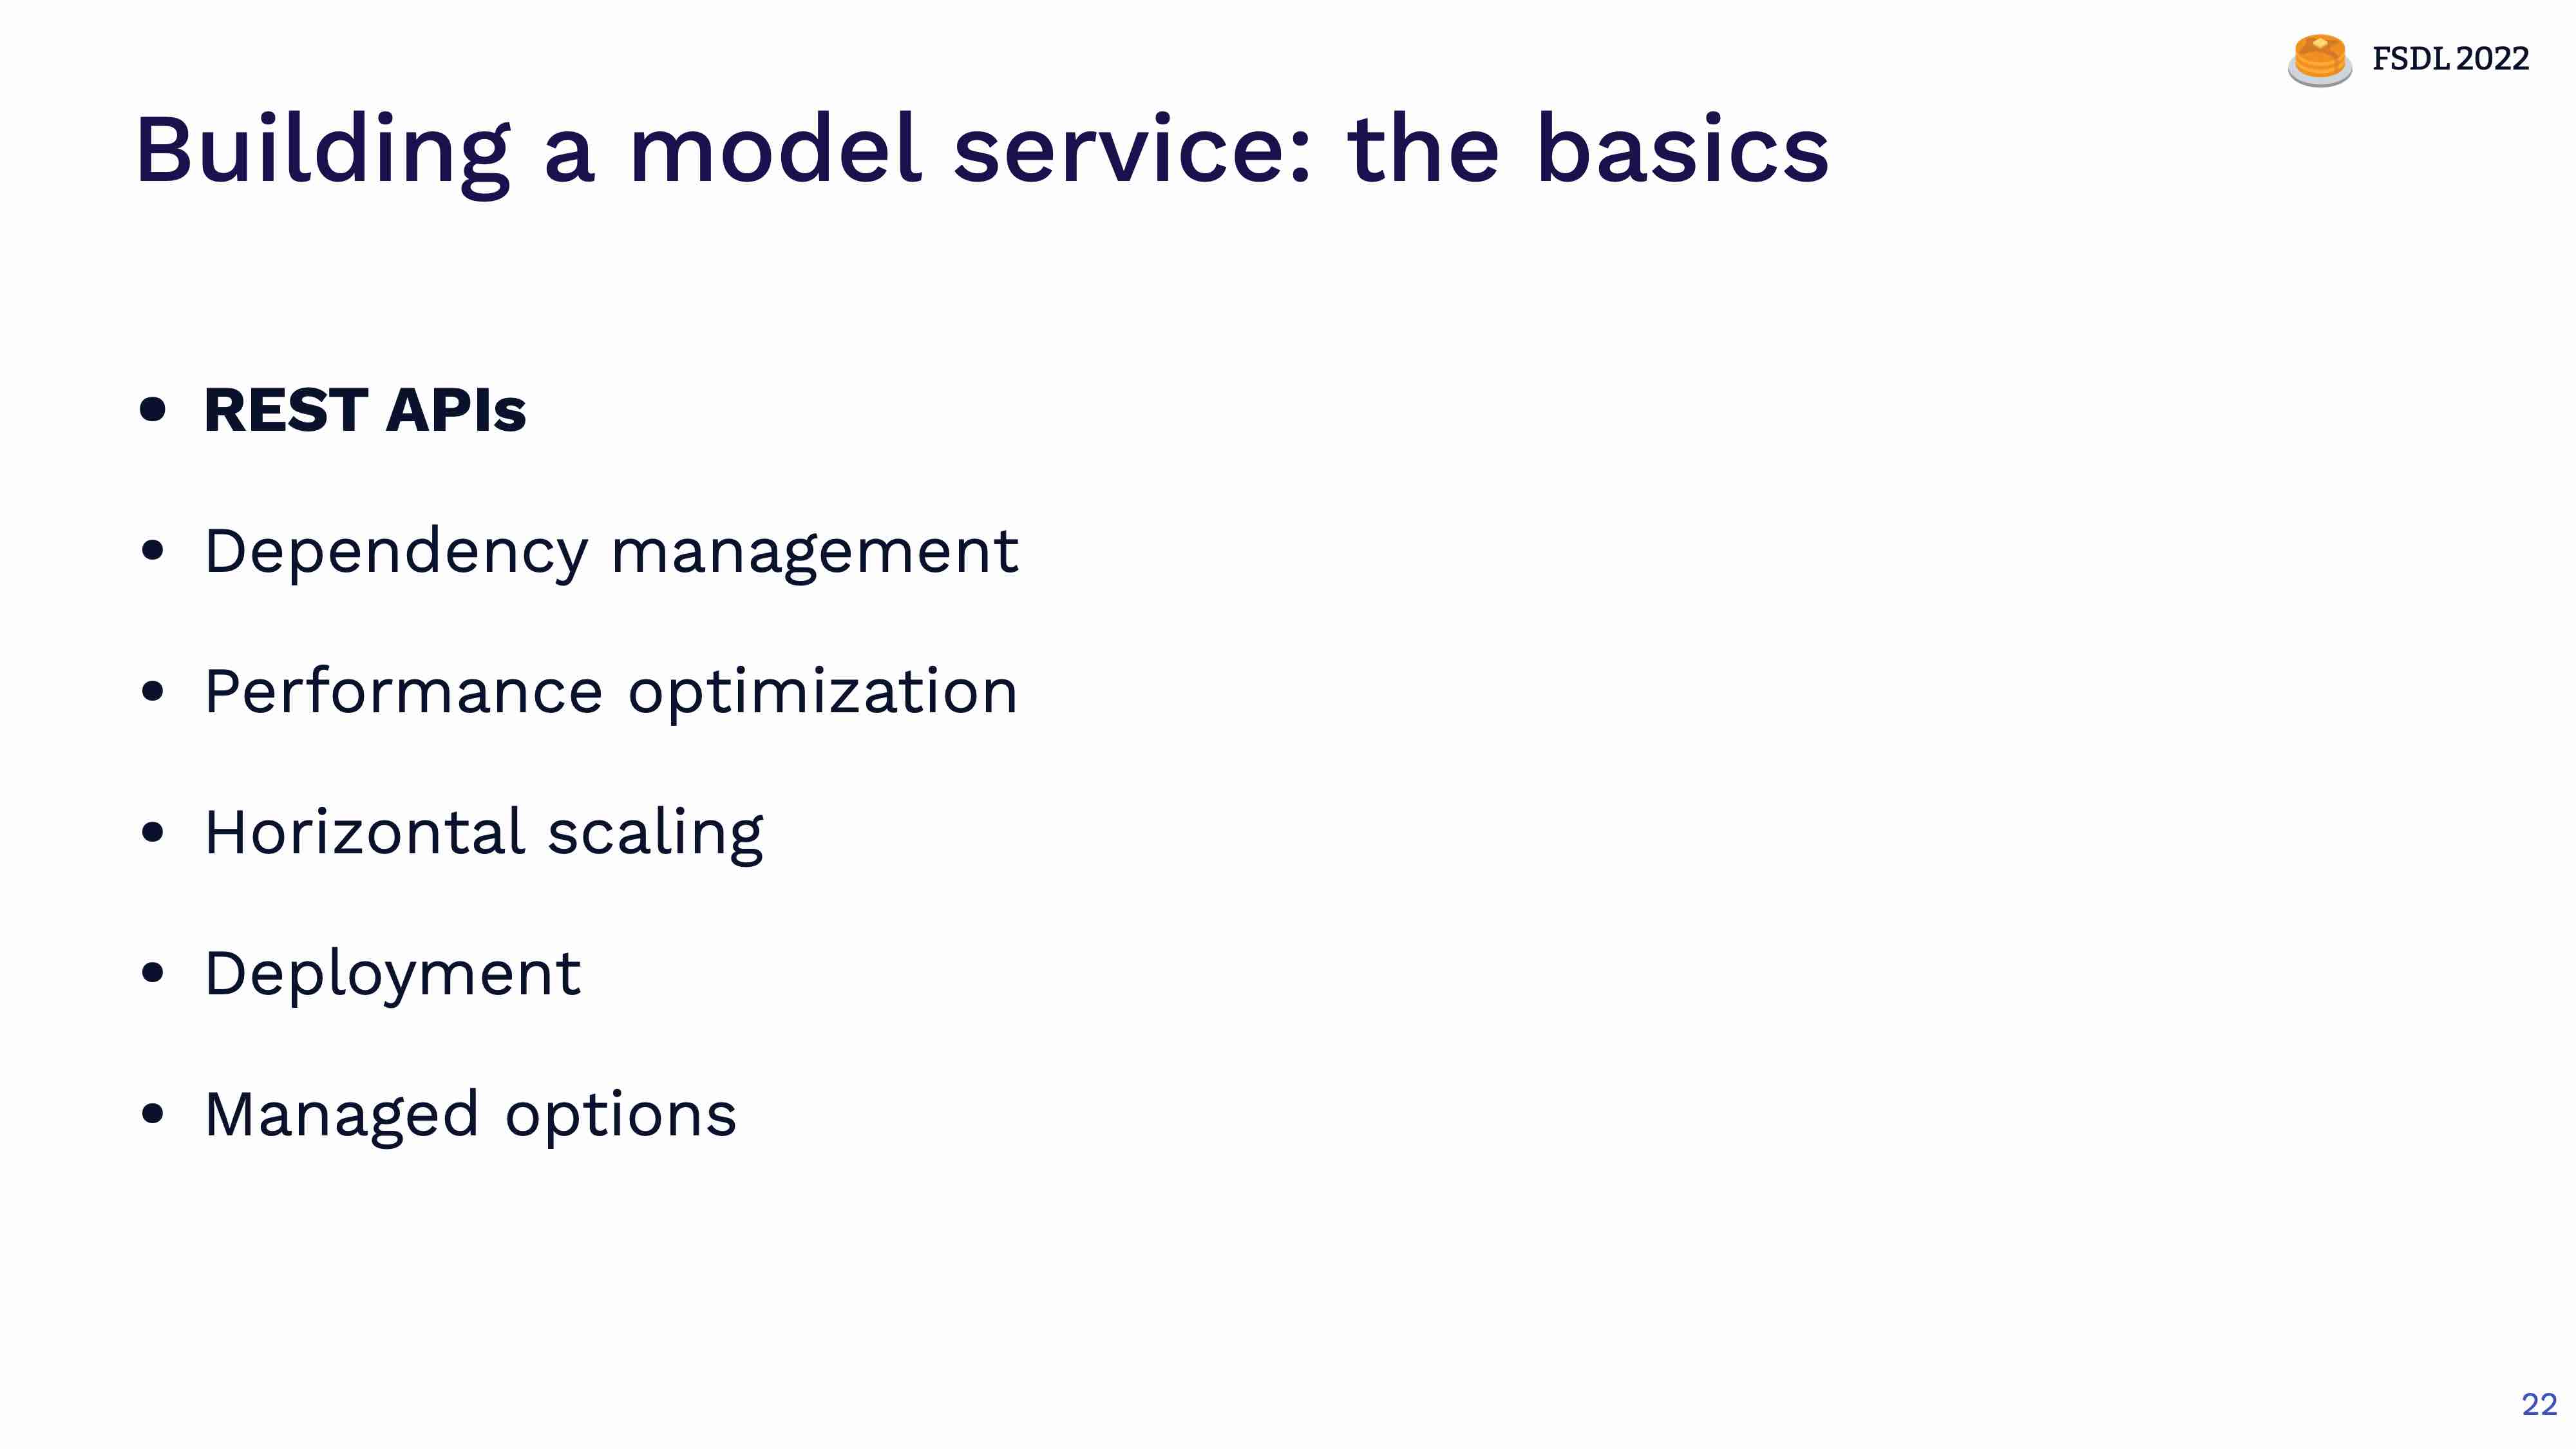 FSDL 2022
Building a model service: the basics
• REST APIs
• Dependency management
• Performance optimization
• Horizontal scaling
• Deployment
• Managed options
22